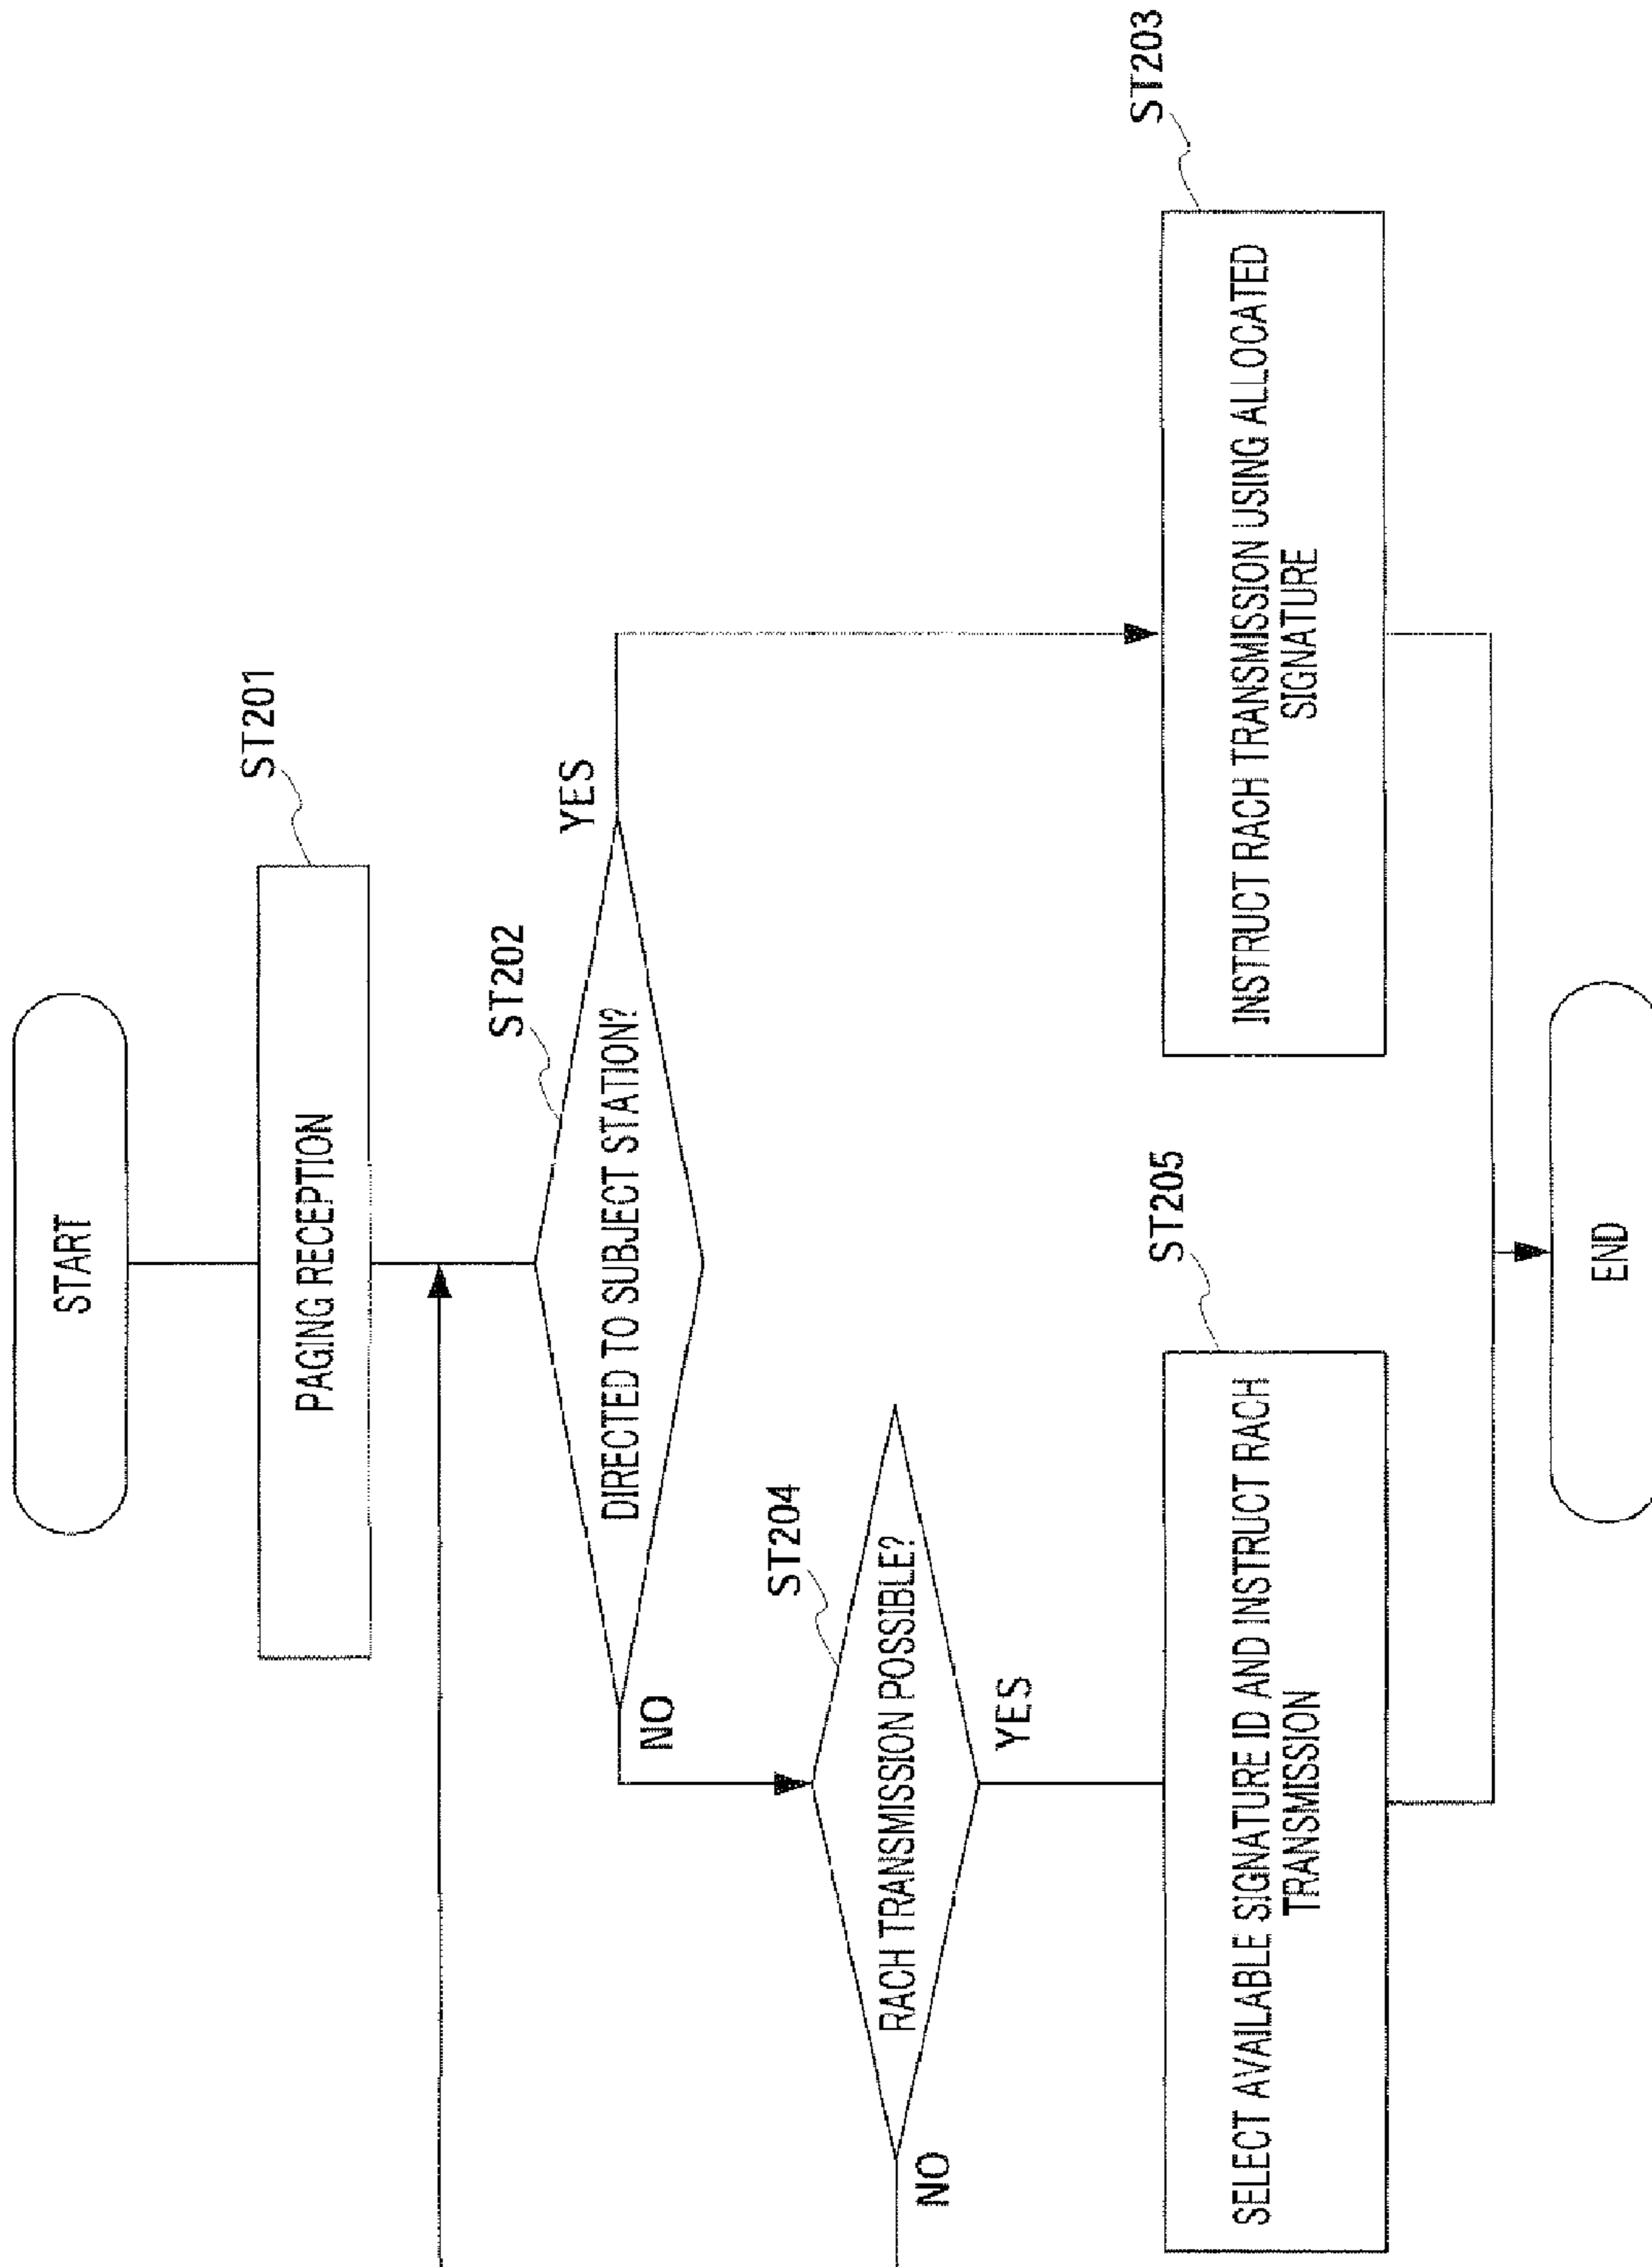 START
ST201
PAGING RECEPTION
ST202
DIRECTED TO SUBJECT STATION?
YES
NO
ST204
RACH TRANSMISSION POSSIBLE?
NO
YES
ST205
SELECT AVAILABLE SIGNATURE ID AND INSTRUCT RACH
TRANSMISSION
ST203
INSTRUCT RACH TRANSMISSION USING ALLOCATED
SIGNATURE
END